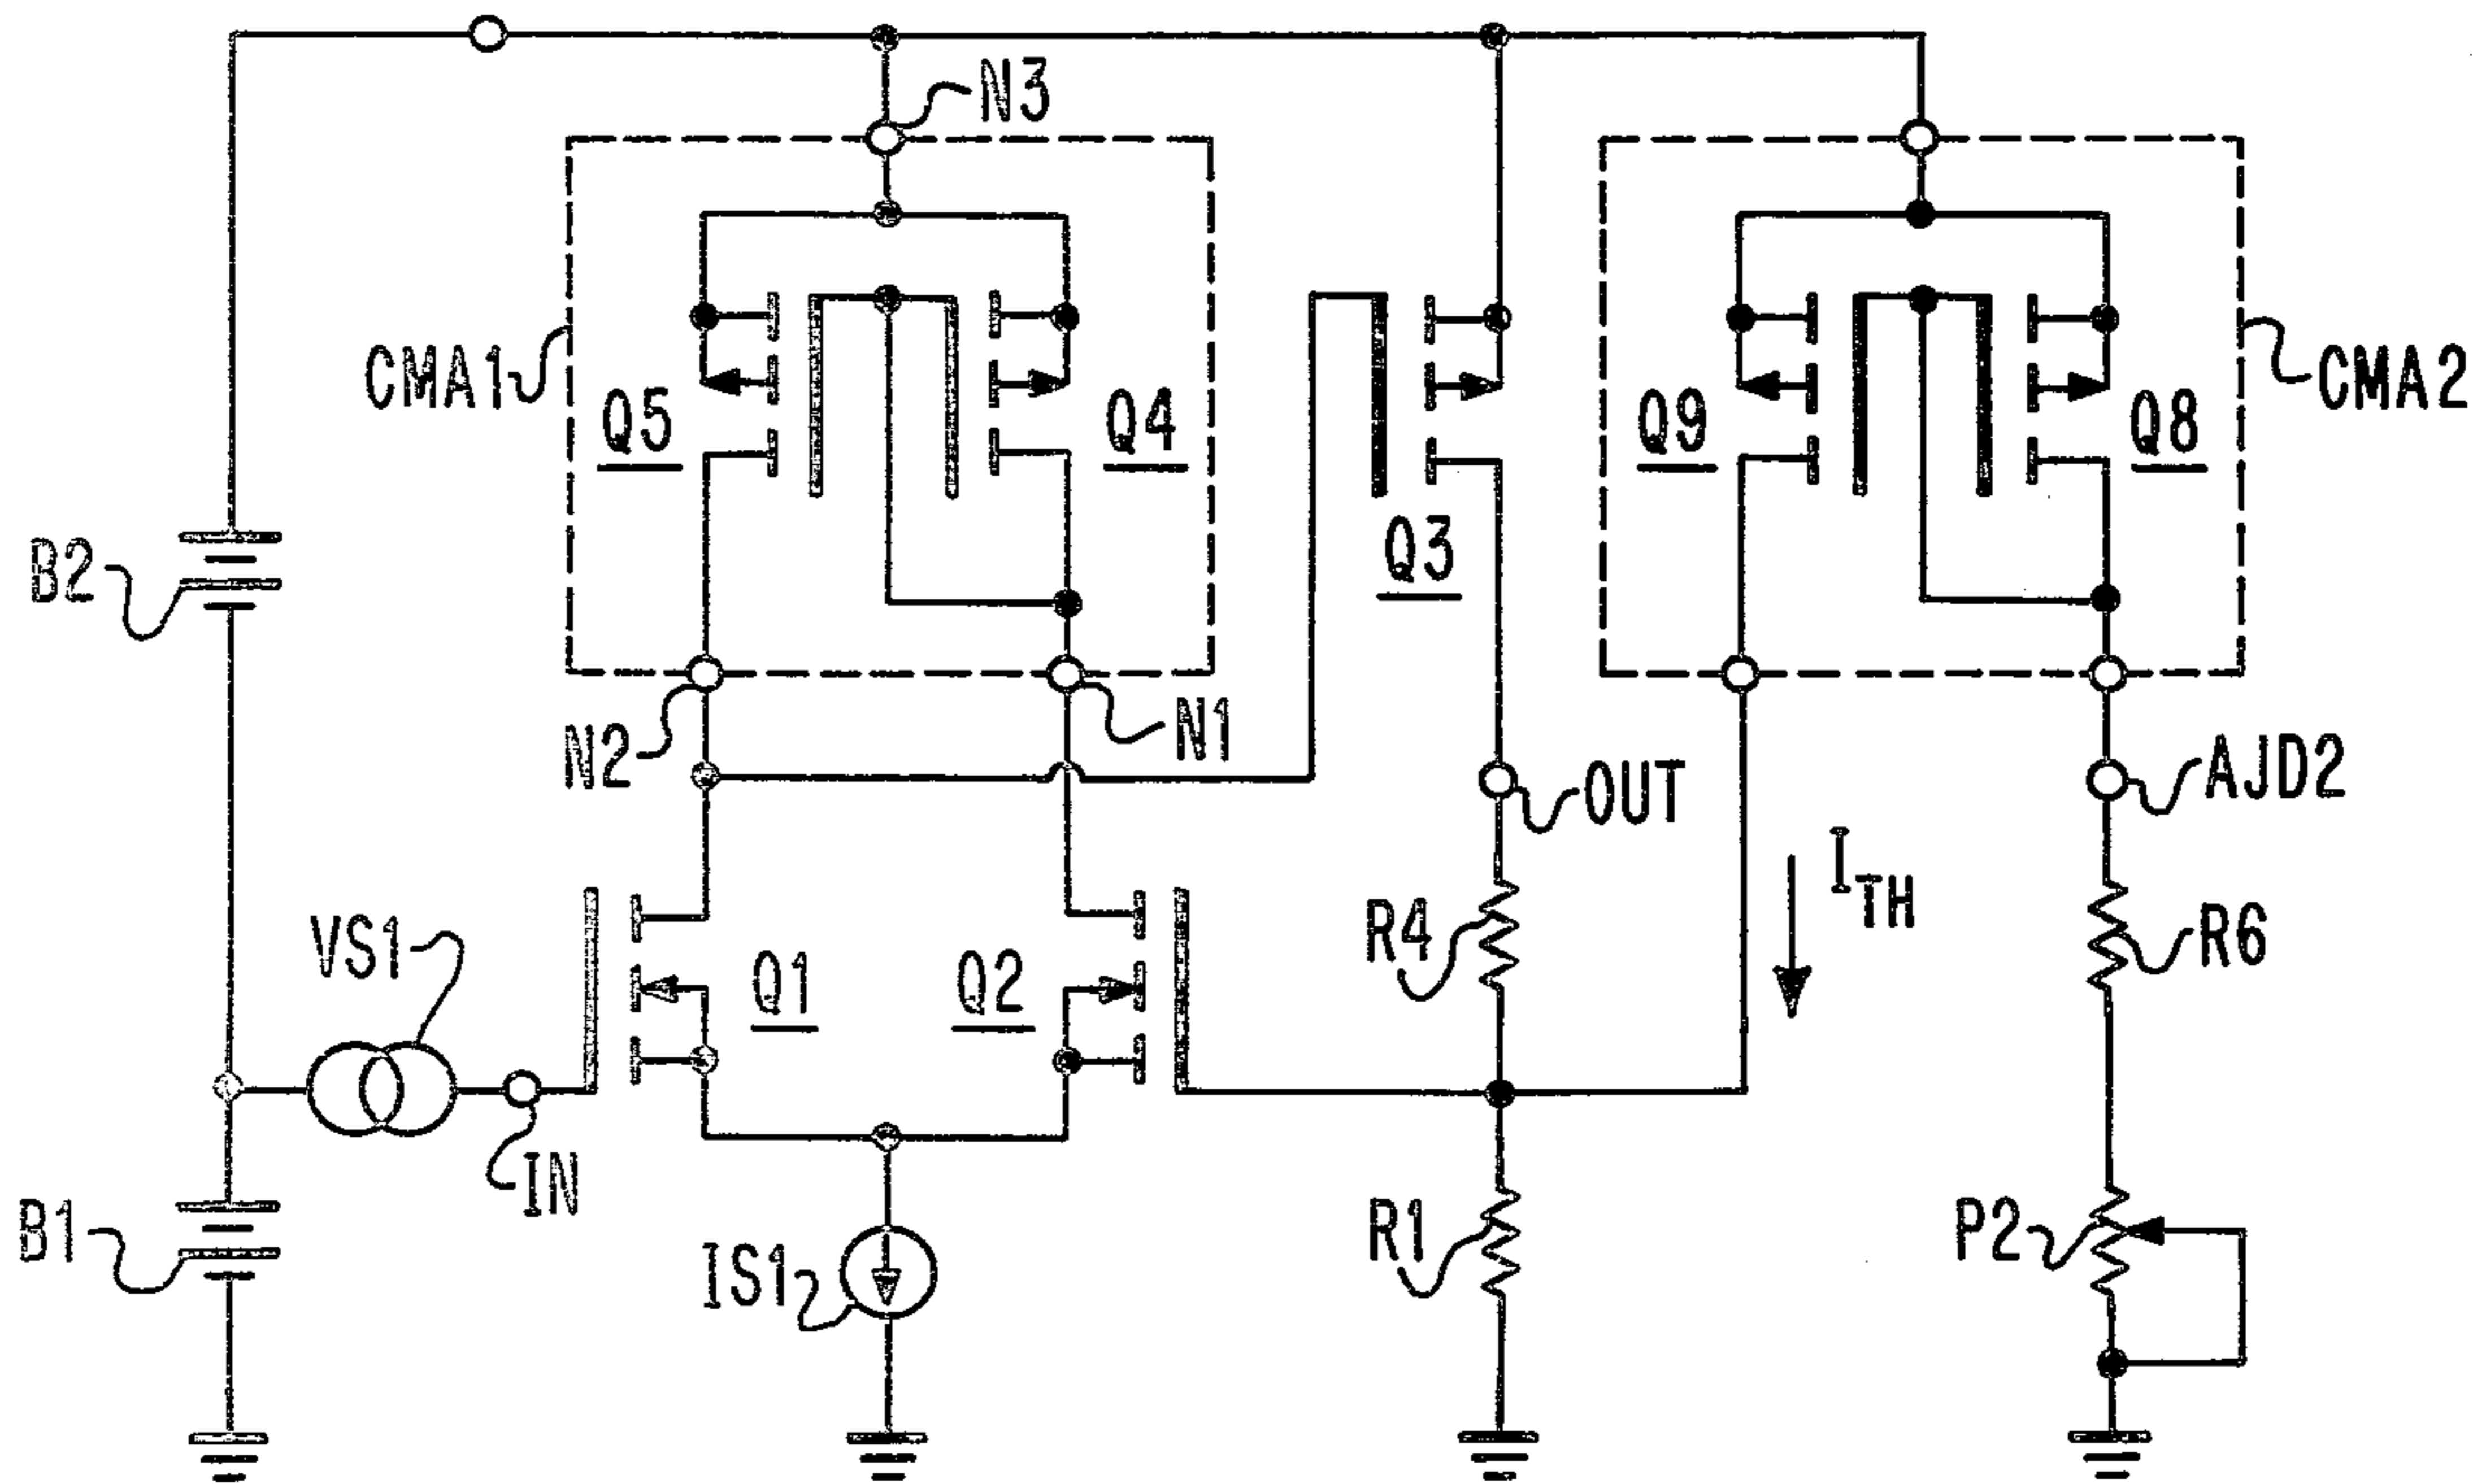 N3
CMA1
Q5
Q4
Q9
Q8
CMA2
B2
Q3
N2
N1
OUT
AJD2
I_TH
VS1
Q1
Q2
R4
R6
IN
B1
IS1
R1
P2